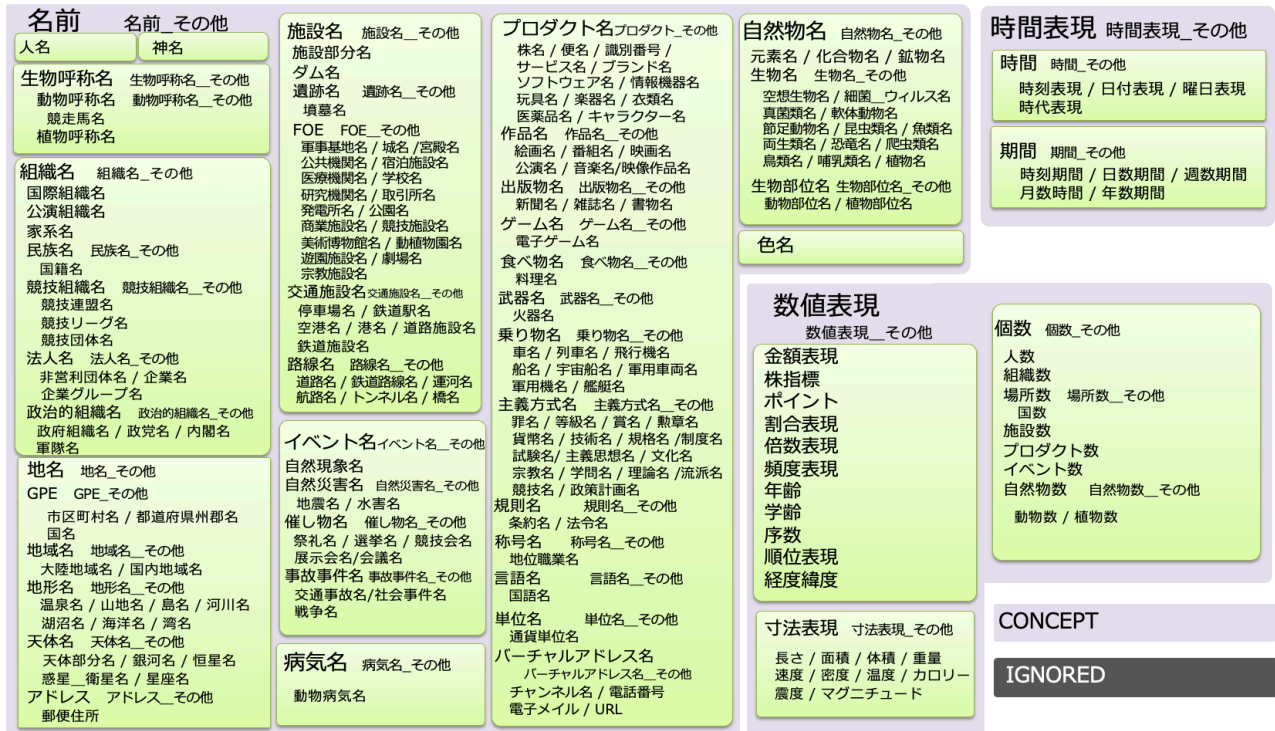 名前 名前_その他
人名
神名
生物呼称名 生物呼称名__その他
動物呼称名 動物呼称名__その他
競走馬名
植物呼称名
組織名 組織名_その他
国際組織名
公演組織名
家系名
民族名 民族名_その他
国籍名
競技組織名 競技組織名__その他
競技連盟名
競技リーグ名
競技団体名
法人名 法人名_その他
非営利団体名 / 企業名
企業グループ名
政治的組織名 政治的組織名_その他
政府組織名 / 政党名 / 内閣名
軍隊名
地名 地名_その他
GPE GPE_その他
市区町村名 / 都道府県州郡名
国名
地域名 地域名__その他
大陸地域名 / 国内地域名
地形名 地形名_その他
温泉名 / 山地名 / 島名 / 河川名
湖沼名 / 海洋名 / 湾名
天体名 天体名__その他
天体部分名 / 銀河名 / 恒星名
惑星__衛星名 / 星座名
アドレス アドレス__その他
郵便住所
施設名 施設名__その他
施設部分名
ダム名
遺跡名 遺跡名__その他
墳墓名
FOE FOE__その他
軍事基地名 / 城名 /宮殿名
公共機関名 / 宿泊施設名
医療機関名 / 学校名
研究機関名 / 取引所名
発電所名 / 公園名
商業施設名 / 競技施設名
美術博物館名 / 動植物園名
遊園施設名 / 劇場名
宗教施設名
交通施設名 交通施設名__その他
停車場名 / 鉄道駅名
空港名 / 港名 / 道路施設名
鉄道施設名
路線名 路線名__その他
道路名 / 鉄道路線名 / 運河名
航路名 / トンネル名 / 橋名
イベント名 イベント名__その他
自然現象名
自然災害名 自然災害名_その他
地震名 / 水害名
催し物名 催し物名_その他
祭礼名 / 選挙名 / 競技会名
展示会名/会議名
事故事件名 事故事件名_その他
交通事故名/社会事件名
戦争名
病気名 病気名_その他
動物病気名
プロダクト名 プロダクト_その他
株名 / 便名 / 識別番号 /
サービス名 / ブランド名
ソフトウェア名 / 情報機器名
玩具名 / 楽器名 / 衣類名
医薬品名 / キャラクター名
作品名 作品名_その他
絵画名 / 番組名 / 映画名
公演名 / 音楽名/映像作品名
出版物名 出版物名_その他
新聞名 / 雑誌名 / 書物名
ゲーム名 ゲーム名__その他
電子ゲーム名
食べ物名 食べ物名_その他
料理名
武器名 武器名__その他
火器名
乗り物名 乗り物名__その他
車名 / 列車名 / 飛行機名
船名 / 宇宙船名 / 軍用車両名
軍用機名 / 艦艇名
主義方式名 主義方式名__その他
罪名 / 等級名 / 賞名 / 勲章名
貨幣名 / 技術名 / 規格名 /制度名
試験名/ 主義思想名 / 文化名
宗教名 / 学問名 / 理論名 /流派名
競技名 / 政策計画名
規則名 規則名_その他
条約名 / 法令名
称号名 称号名__その他
地位職業名
言語名 言語名__その他
国語名
単位名 単位名__その他
通貨単位名
バーチャルアドレス名
バーチャルアドレス名__その他
チャンネル名 / 電話番号
電子メイル / URL
自然物名 自然物名_その他
元素名 / 化合物名 / 鉱物名
生物名 生物名_その他
空想生物名 / 細菌__ウィルス名
真菌類名 / 軟体動物名
節足動物名 / 昆虫類名 / 魚類名
両生類名 / 恐竜名 / 爬虫類名
鳥類名 / 哺乳類名 / 植物名
生物部位名 生物部位名_その他
動物部位名 / 植物部位名
色名
時間表現 時間表現_その他
時間 時間_その他
時刻表現 / 日付表現 / 曜日表現
時代表現
期間 期間_その他
時刻期間 / 日数期間 / 週数期間
月数時間 / 年数期間
数値表現
数値表現__その他
金額表現
株指標
ポイント
割合表現
倍数表現
頻度表現
年齢
学齢
序数
順位表現
経度緯度
寸法表現 寸法表現_その他
長さ / 面積 / 体積 / 重量
速度 / 密度 / 温度 / カロリー
震度 / マグニチュード
個数 個数_その他
人数
組織数
場所数 場所数__その他
国数
施設数
プロダクト数
イベント数
自然物数 自然物数__その他
動物数 / 植物数
CONCEPT
IGNORED